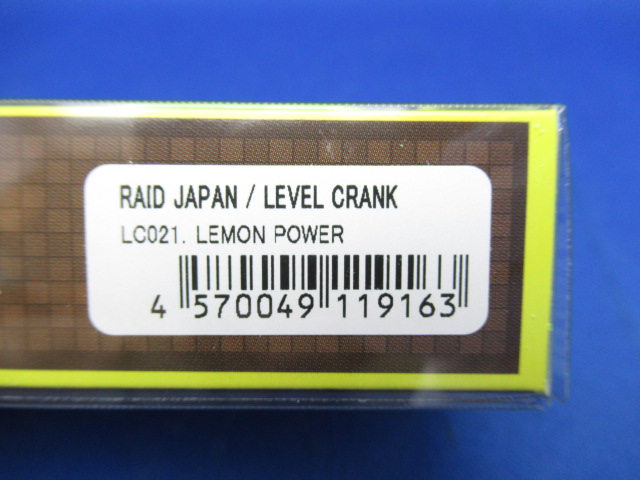 RAID JAPAN / LEVEL CRANK
LC021. LEMON POWER
4 570049 119163